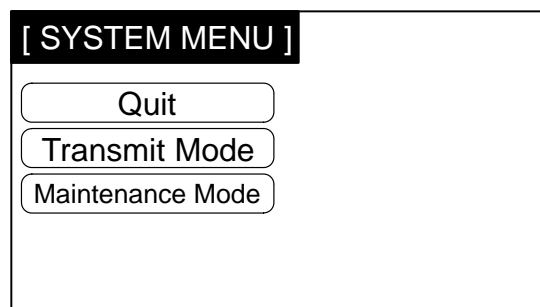 [ SYSTEM MENU ]
Quit
Transmit Mode
Maintenance Mode